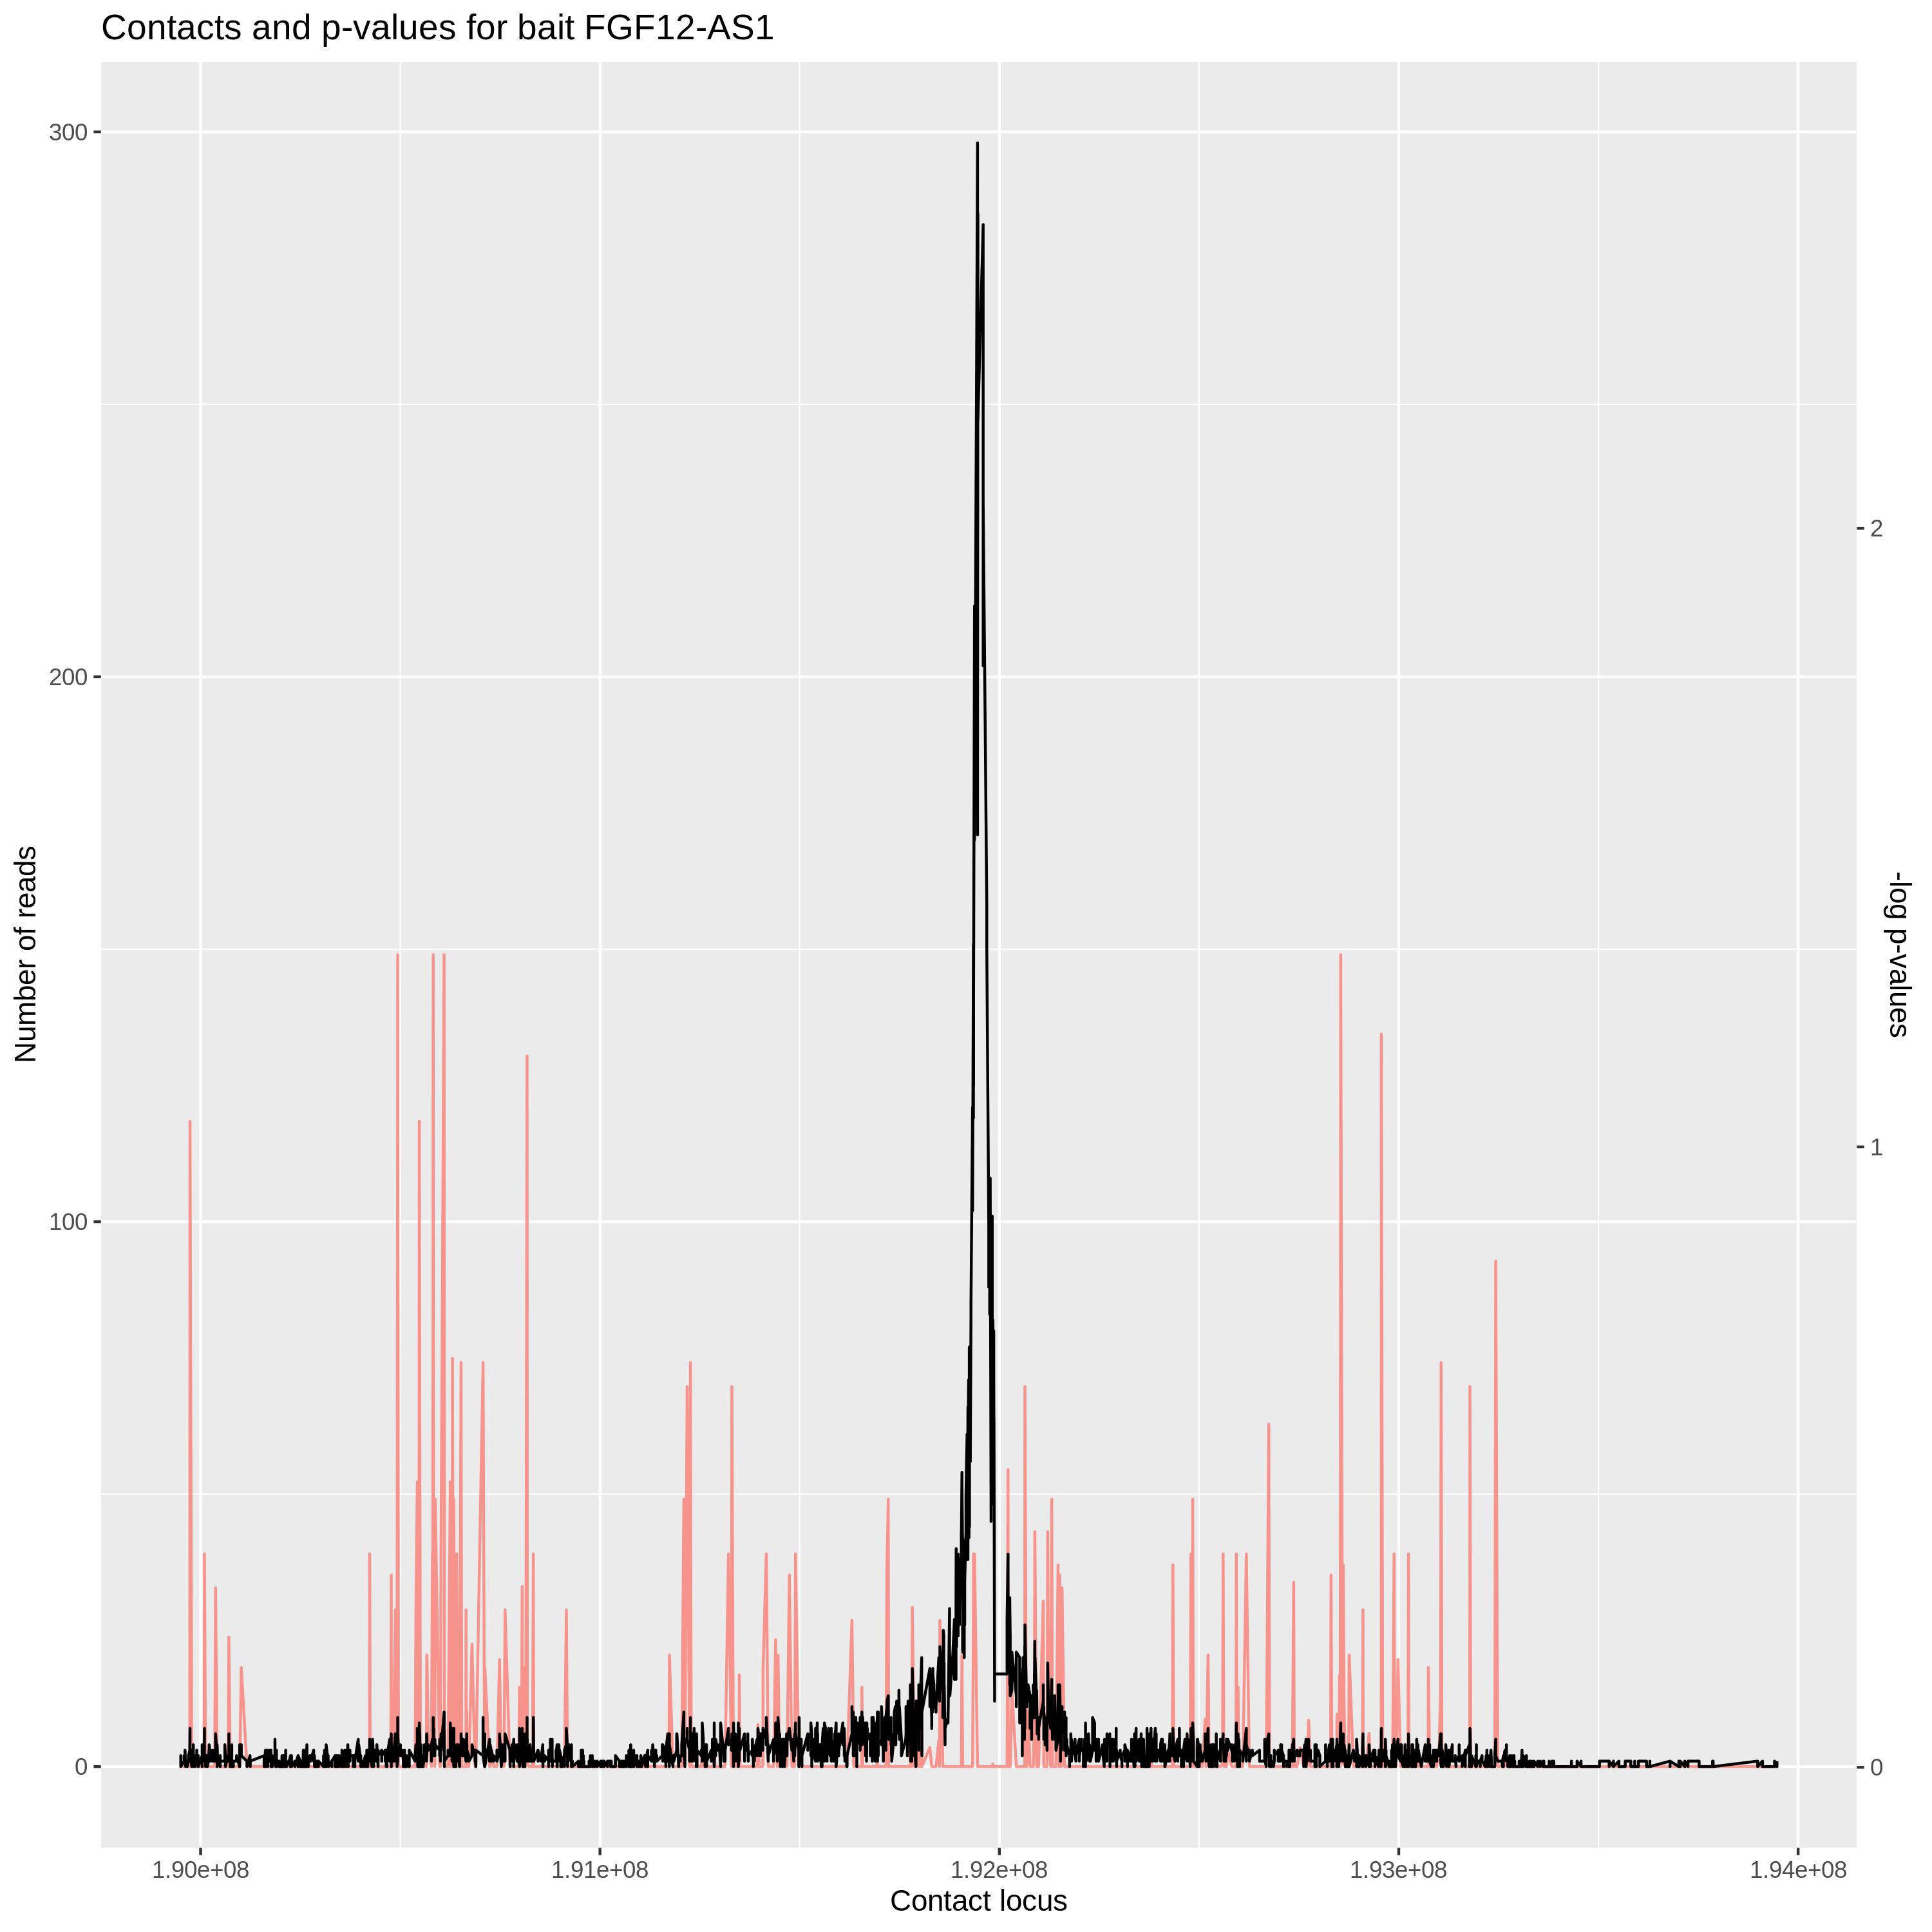 Contacts and p-values for bait FGF12-AS1
300
200
100
0
Number of reads
2
1
0
-log p-values
1.90e+08
1.91e+08
1.92e+08
1.93e+08
1.94e+08
Contact locus